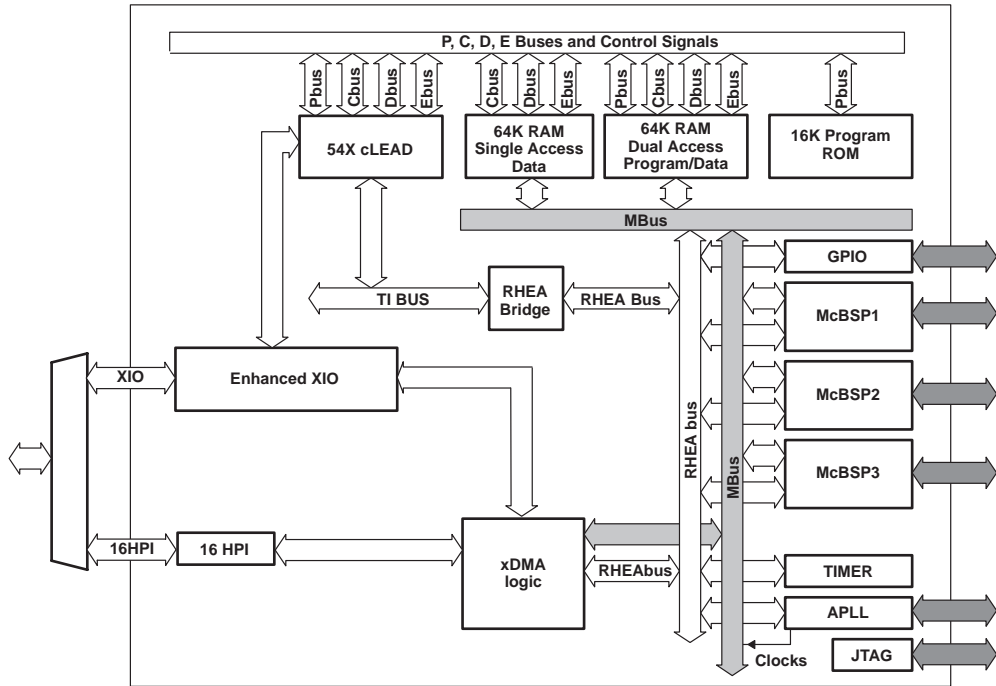 P, C, D, E Buses and Control Signals
Pbus
Cbus
Dbus
Ebus
Cbus
Dbus
Ebus
Pbus
Cbus
Dbus
Ebus
Pbus
54X cLEAD
64K RAM
Single Access
Data
64K RAM
Dual Access
Program/Data
16K Program
ROM
MBus
GPIO
TI BUS
RHEA
Bridge
RHEA Bus
McBSP1
XIO
Enhanced XIO
McBSP2
RHEA bus
MBus
McBSP3
16HPI
16 HPI
xDMA
logic
RHEAbus
TIMER
APLL
Clocks
JTAG